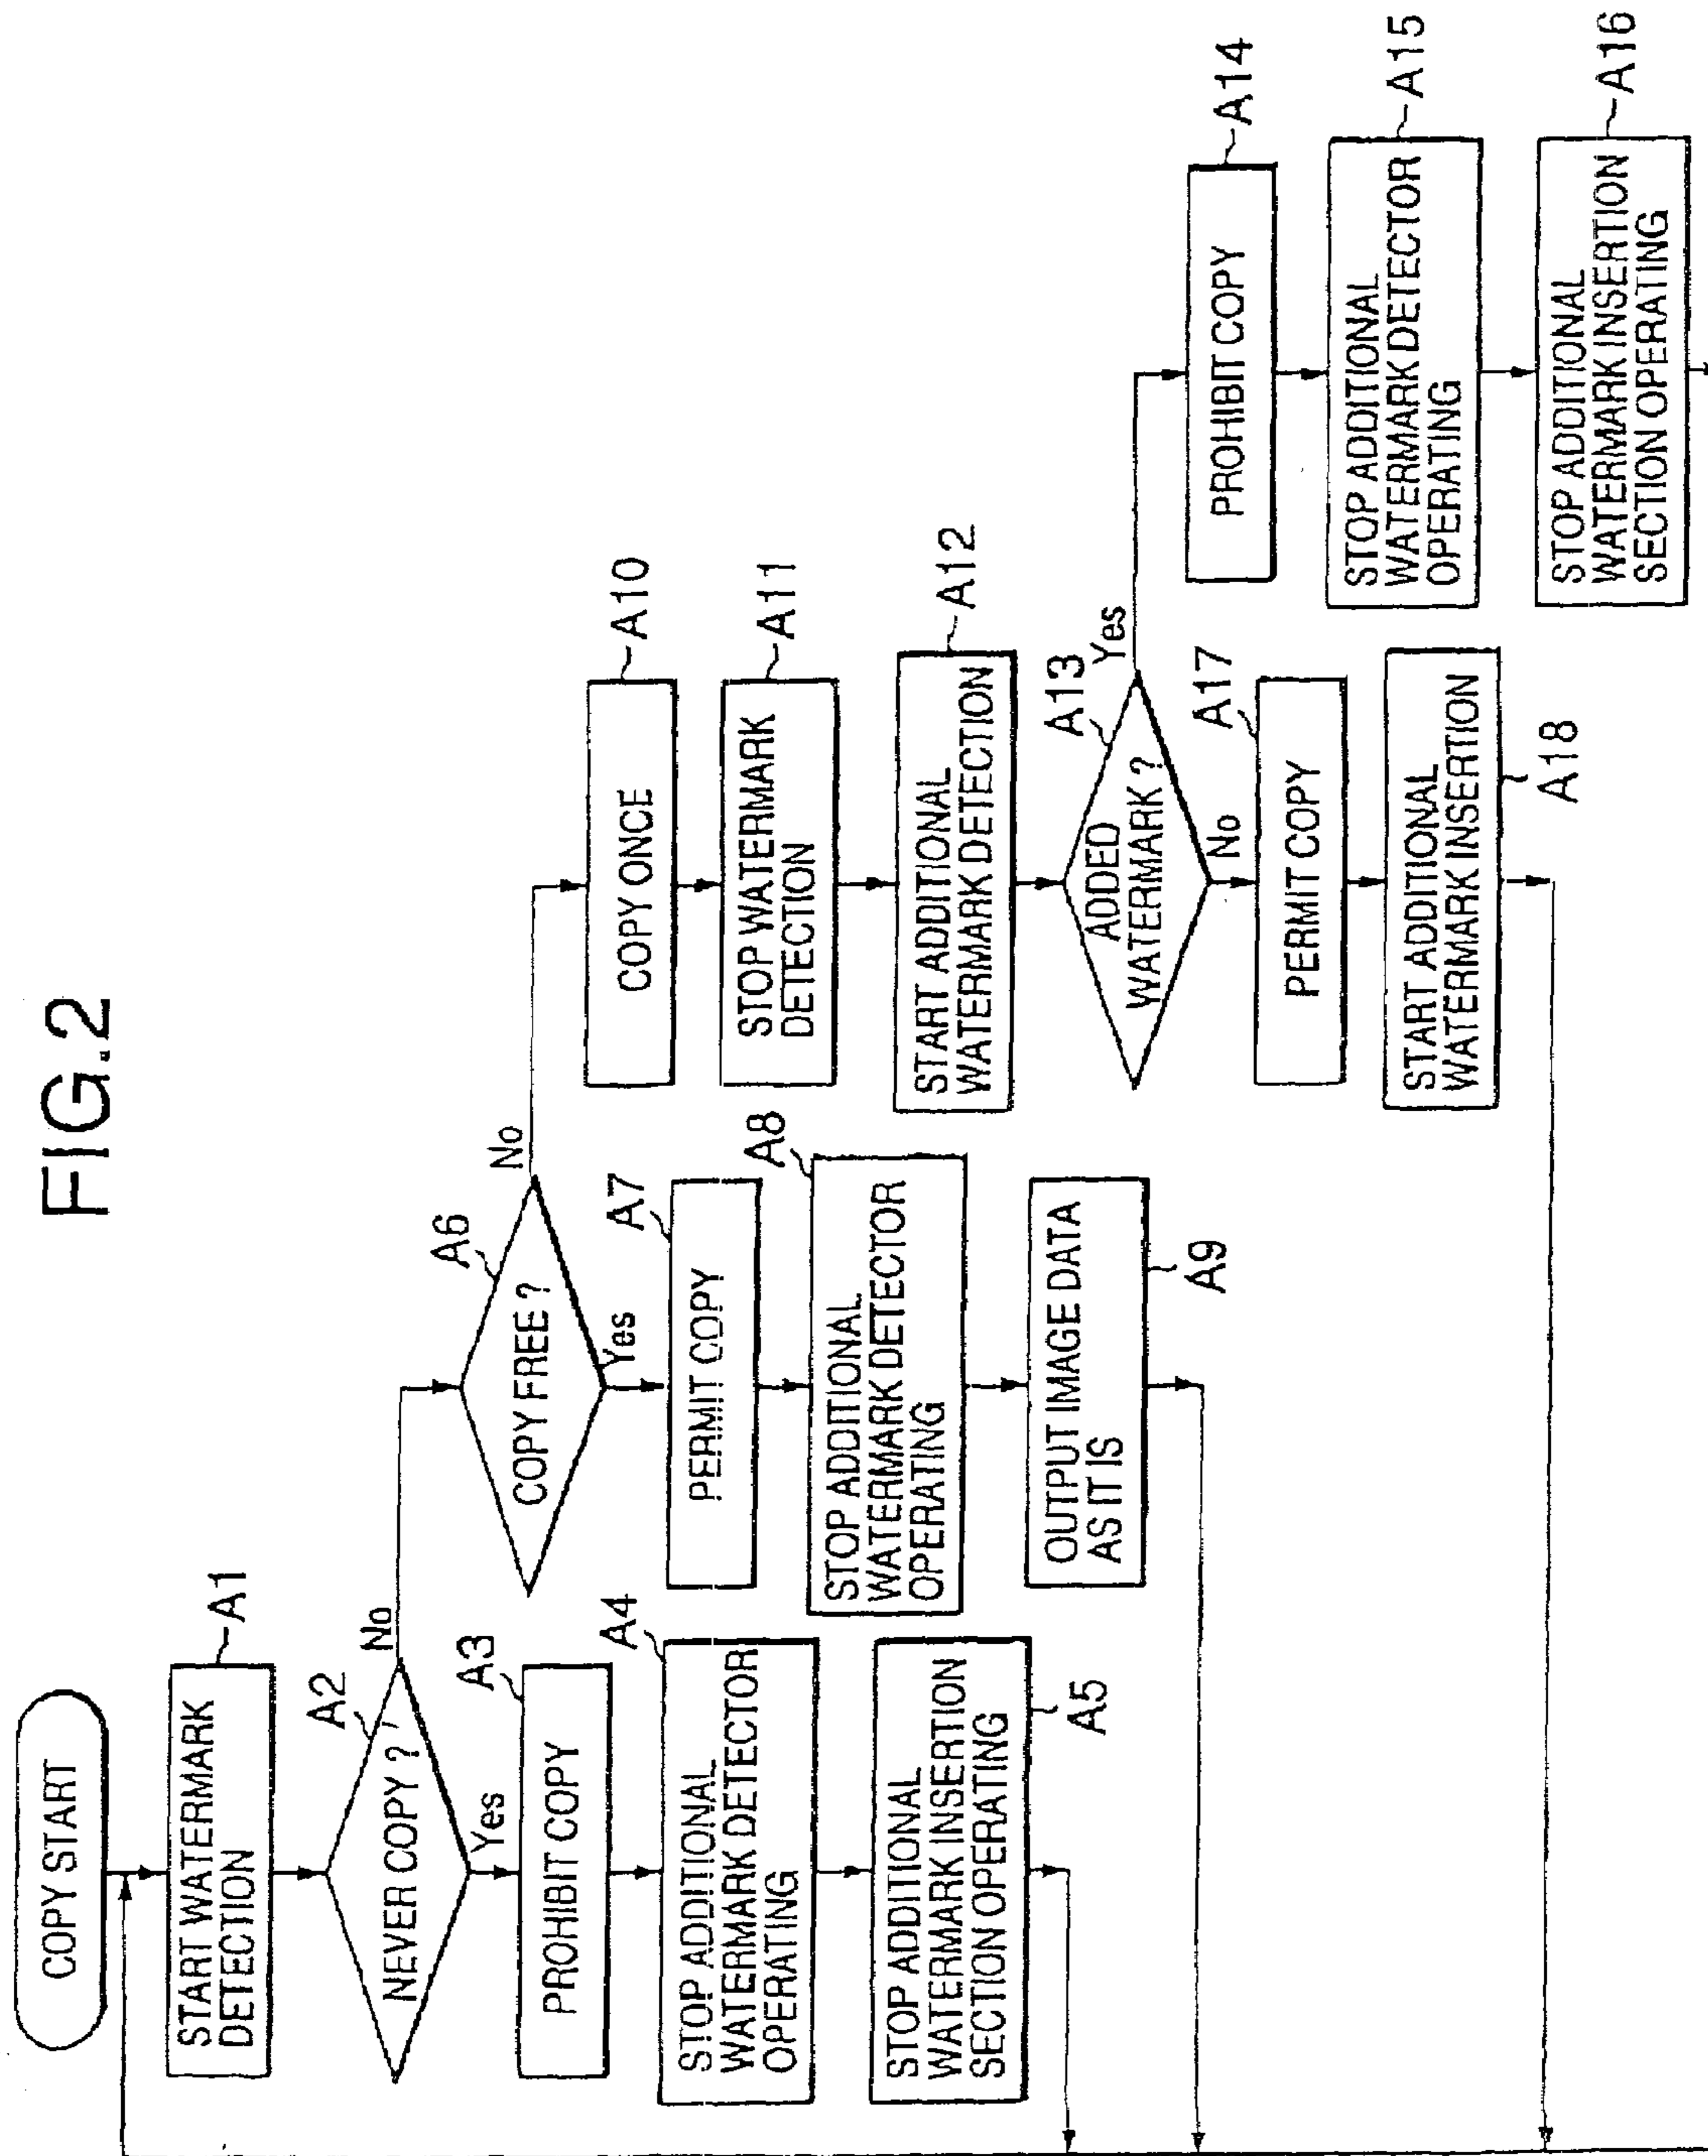 FIG.2
COPY START
START WATERMARK
DETECTION
A1
NEVER COPY ?
A2
No
Yes
PROHIBIT COPY
A3
STOP ADDITIONAL
WATERMARK DETECTOR
OPERATING
A4
STOP ADDITIONAL
WATERMARK INSERTION
SECTION OPERATING
A5
COPY FREE ?
A6
No
Yes
PERMIT COPY
A7
STOP ADDITIONAL
WATERMARK DETECTOR
OPERATING
A8
OUTPUT IMAGE DATA
AS IT IS
A9
COPY ONCE
A10
STOP WATERMARK
DETECTION
A11
START ADDITIONAL
WATERMARK DETECTION
A12
ADDED
WATERMARK ?
A13
Yes
No
PROHIBIT COPY
A14
STOP ADDITIONAL
WATERMARK DETECTOR
OPERATING
A15
STOP ADDITIONAL
WATERMARK INSERTION
SECTION OPERATING
A16
PERMIT COPY
A17
START ADDITIONAL
WATERMARK INSERTION
A18